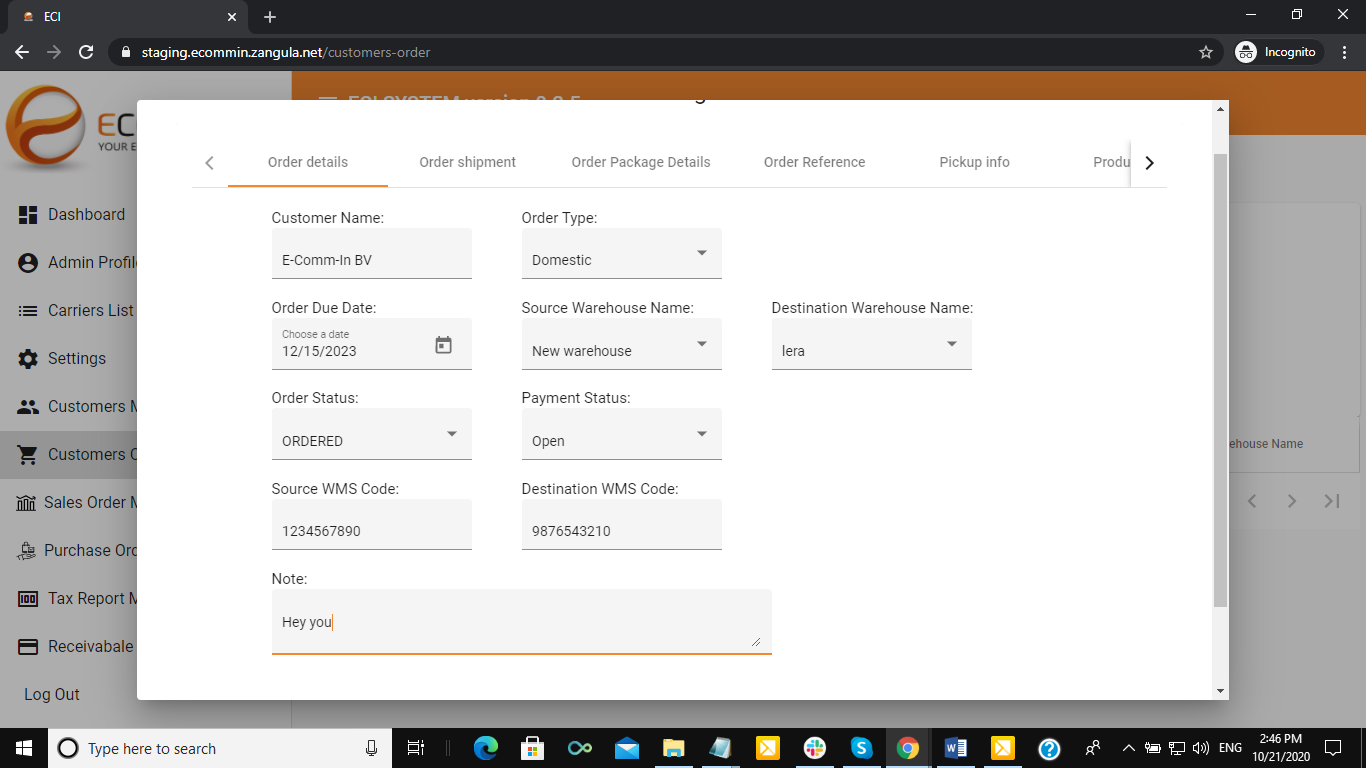 ECI
staging.ecommin.zangula.net/customers-order
Incognito
EC
YOUR E
Order details
Order shipment
Order Package Details
Order Reference
Pickup info
Produ
Dashboard
Admin Profil
Carriers List
Settings
Customers M
Customers O
Sales Order M
Purchase Ord
Tax Report M
Receivabale
Log Out
Customer Name:
Order Type:
E-Comm-In BV
Domestic
Order Due Date:
Source Warehouse Name:
Destination Warehouse Name:
Choose a date
12/15/2023
New warehouse
lera
Order Status:
Payment Status:
ORDERED
Open
ehouse Name
Source WMS Code:
Destination WMS Code:
1234567890
9876543210
Note:
Hey you
Type here to search
ENG
2:46 PM
10/21/2020